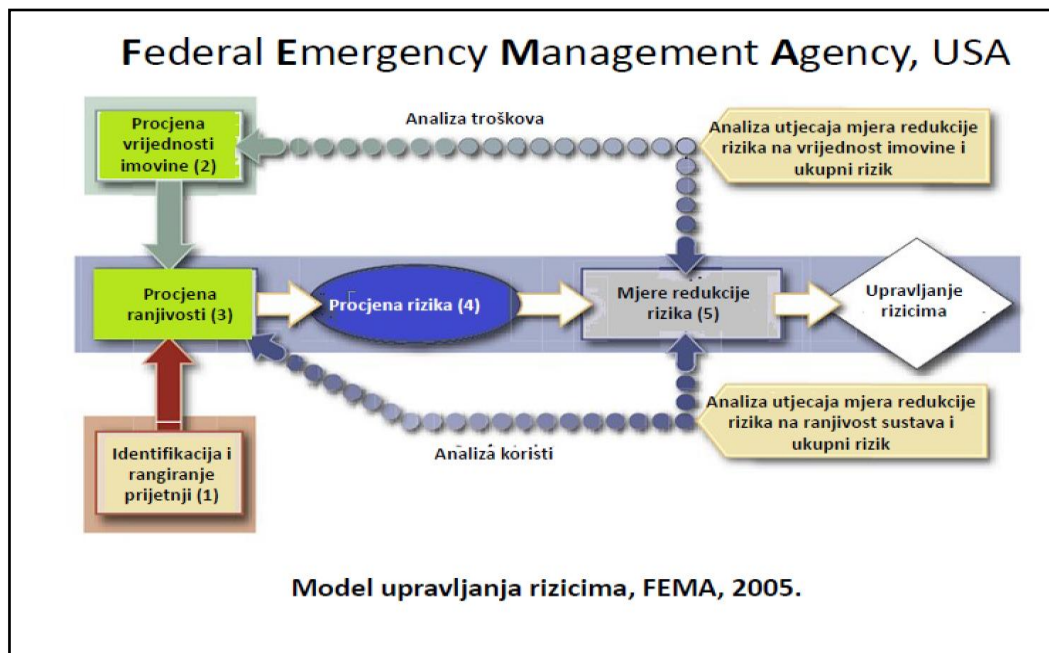 Federal Emergency Management Agency, USA
Procjena
vrijednosti
imovine (2)
Analiza troškova
Analiza utjecaja mjera redukcije
rizika na vrijednost imovine i
ukupni rizik
Procjena
ranjivosti (3)
Procjena rizika (4)
Mjere redukcije
rizika (5)
Upravljanje
rizicima
Identifikacija i
rangiranje
prijetnji (1)
Analiza koristi
Analiza utjecaja mjera redukcije
rizika na ranjivost sustava i
ukupni rizik
Model upravljanja rizicima, FEMA, 2005.